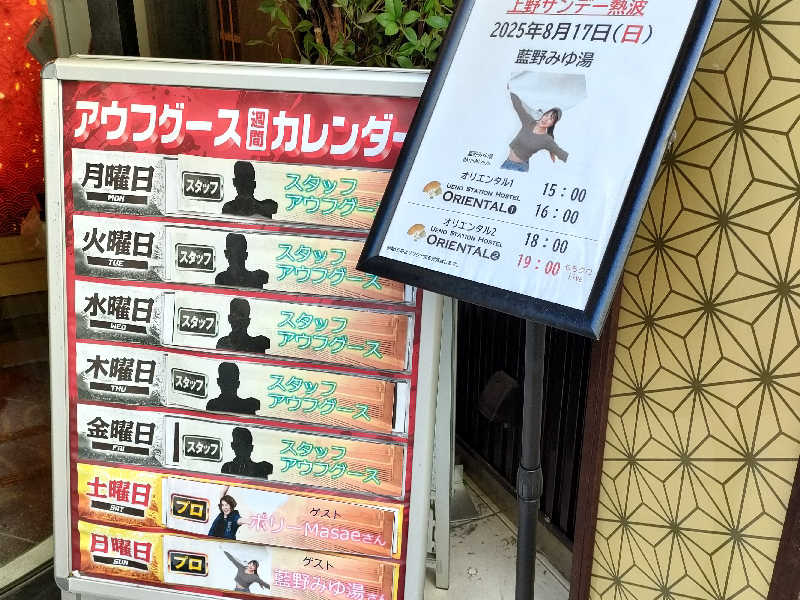 アウフグース週間カレンダー
月曜日
MON
スタッフ
スタッフ
アウフグース
火曜日
TUE
スタッフ
スタッフ
アウフグース
水曜日
WED
スタッフ
スタッフ
アウフグース
木曜日
THU
スタッフ
スタッフ
アウフグース
金曜日
FRI
スタッフ
スタッフ
アウフグース
土曜日
SAT
プロ
ゲスト
ポリーMasaeさん
日曜日
SUN
プロ
ゲスト
藍野みゆ湯さん
上野サンデー熱波
2025年8月17日(日)
藍野みゆ湯
藍野みゆ湯
オリエンタル1
UENO STATION HOSTEL
ORIENTAL1
15:00
16:00
オリエンタル2
UENO STATION HOSTEL
ORIENTAL2
18:00
19:00
LIVE